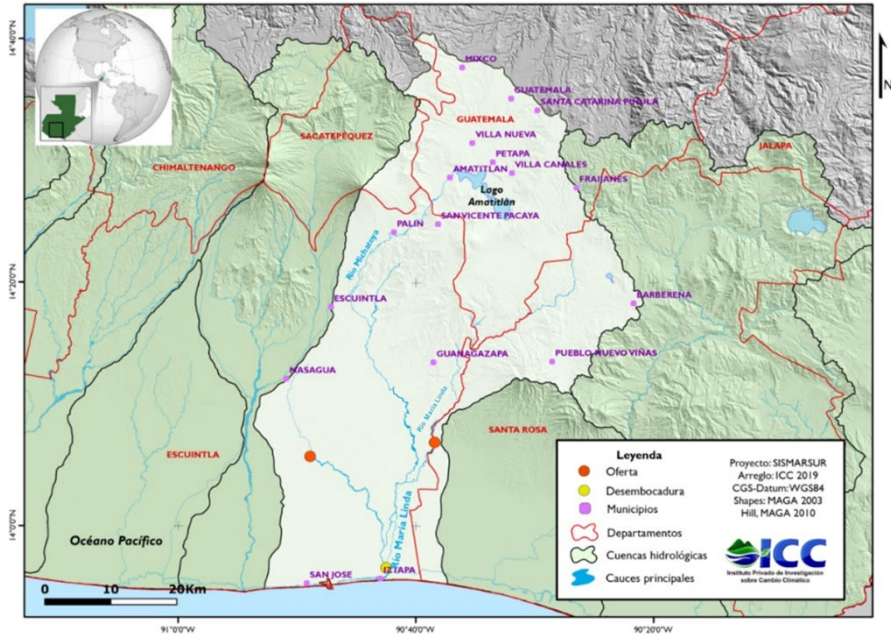 14°40'0"N
14°20'0"N
14°0'0"N
N
MIXCO
GUATEMALA
SANTA CATARINA PINULA
GUATEMALA
SACATEPÉQUEZ
VILLA NUEVA
JALAPA
PETAPA
CHIMALTENANGO
AMATITLAN
VILLA CANALES
FRAIJANES
Lago
Amatitlán
SAN VICENTE PACAYA
PALIN
Río Michatoya
ESCUINTLA
BARBERENA
GUANAGAZAPA
PUEBLO NUEVO VIÑAS
MASAGUA
Río María Linda
SANTA ROSA
ESCUINTLA
Río María Linda
Océano Pacífico
SAN JOSE
IZTAPA
0 10 20Km
91°0'0"W
90°40'0"W
90°20'0"W
Leyenda
Oferta
Desembocadura
Municipios
Departamentos
Cuencas hidrológicas
Cauces principales
Proyecto: SISMARSUR
Arreglo: ICC 2019
CGS-Datum: WGS84
Shapes: MAGA 2003
Hill, MAGA 2010
ICC
Instituto Privado de Investigación
sobre Cambio Climático